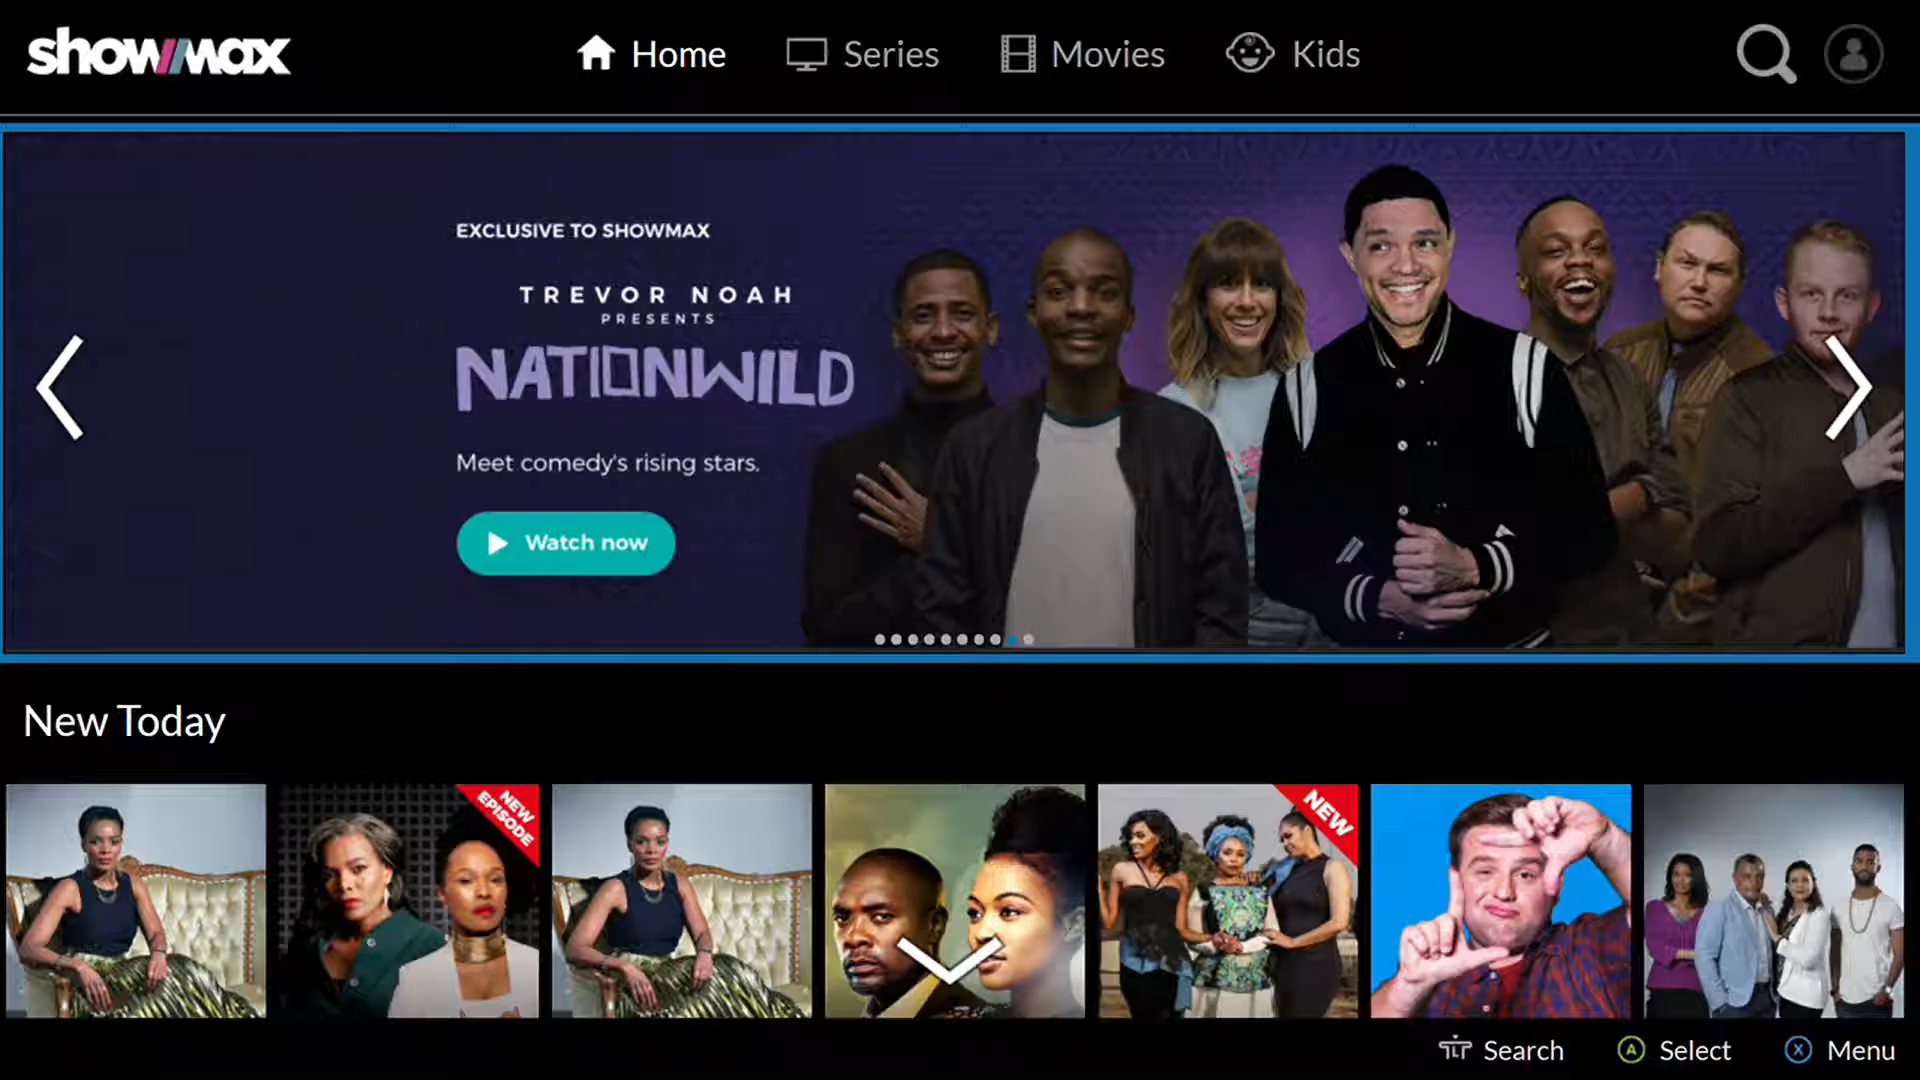 showmax
Home
Series
Movies
Kids
EXCLUSIVE TO SHOWMAX
TREVOR NOAH
PRESENTS
NATIONWILD
Meet comedy's rising stars.
Watch now
New Today
NEW
EPISODE
NEW
Search
A
Select
X
Menu